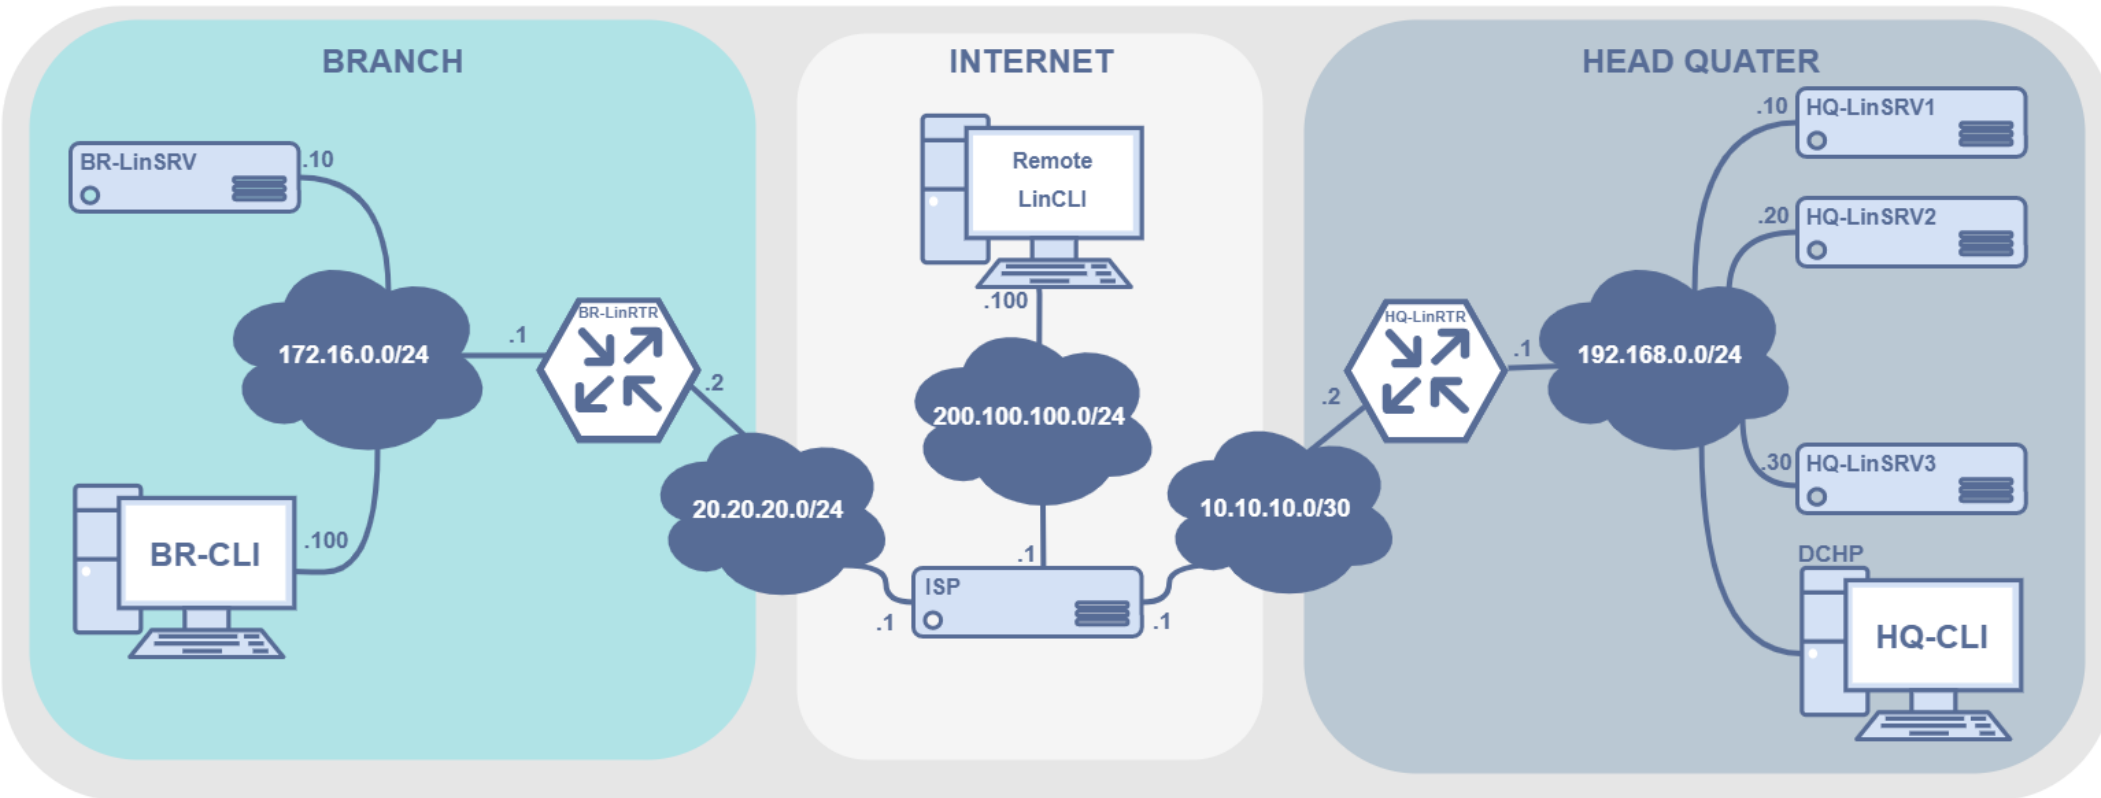 BRANCH
BR-LinSRV
.10
172.16.0.0/24
.1
BR-LinRTR
.2
BR-CLI
.100
20.20.20.0/24
.1
INTERNET
Remote
LinCLI
.100
200.100.100.0/24
.1
ISP
.1
10.10.10.0/30
HEAD QUATER
.2
HQ-LinRTR
.1
192.168.0.0/24
.10
HQ-LinSRV1
.20
HQ-LinSRV2
.30
HQ-LinSRV3
DCHP
HQ-CLI